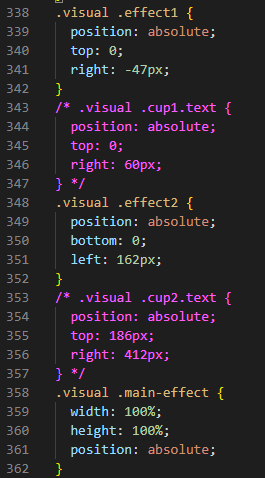 338 .visual .effect1 {
339 position: absolute;
340 top: 0;
341 right: -47px;
342 }
343 /* .visual .cup1.text {
344 position: absolute;
345 top: 0;
346 right: 60px;
347 } */
348 .visual .effect2 {
349 position: absolute;
350 bottom: 0;
351 left: 162px;
352 }
353 /* .visual .cup2.text {
354 position: absolute;
355 top: 186px;
356 right: 412px;
357 } */
358 .visual .main-effect {
359 width: 100%;
360 height: 100%;
361 position: absolute;
362 }